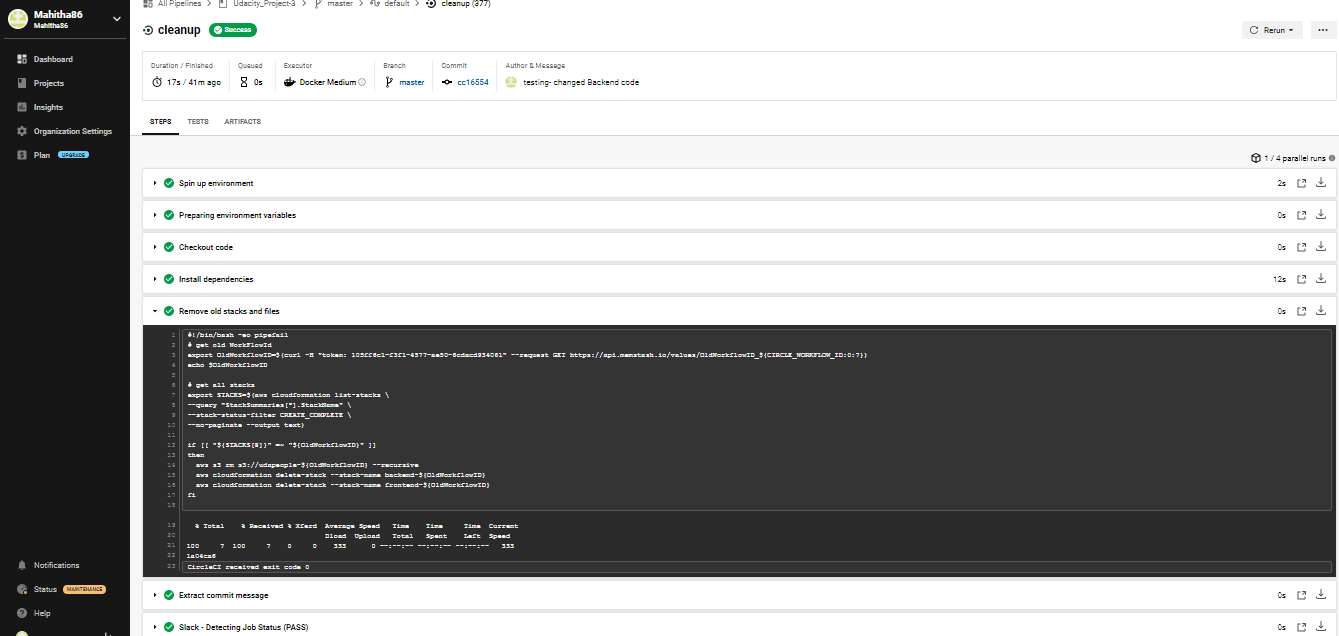 All Pipelines > Udacity_Project-3 > master > default > cleanup (377)
Mahitha86
Mahitha86
cleanup Success
Rerun
Dashboard
Projects
Insights
Organization Settings
Plan UPGRADE
Duration / Finished Queued Executor Branch Commit Author & Message
17s / 41m ago 0s Docker Medium master cc16554 testing- changed Backend code
STEPS TESTS ARTIFACTS
1 / 4 parallel runs
Spin up environment 2s
Preparing environment variables 0s
Checkout code 0s
Install dependencies 12s
Remove old stacks and files 0s
1 #!/bin/bash -eo pipefail
2 # get old WorkFlowId
3 export OldWorkflowID=$(curl -H "token: --request GET https://api.memstash.io/values/OldWorkflowID_${CIRCLE_WORKFLOW_ID:0:7})
4 echo $OldWorkflowID
5
6 # get all stacks
7 export STACKS=$(aws cloudformation list-stacks \
8 --query "StackSummaries[*].StackName" \
9 --stack-status-filter CREATE_COMPLETE \
10 --no-paginate --output text)
11
12 if [[ "${STACKS[@]}" =~ "${OldWorkflowID}" ]]
13 then
14 aws s3 rm s3://udapeople-${OldWorkflowID} --recursive
15 aws cloudformation delete-stack --stack-name backend-${OldWorkflowID}
16 aws cloudformation delete-stack --stack-name frontend-${OldWorkflowID}
17 fi
18
19 % Total % Received % Xferd Average Speed Time Time Time Current
20 Dload Upload Total Spent Left Speed
21 100 7 100 7 0 0 333 0 --:--:-- --:--:-- --:--:-- 333
22 1a04ca6
23 CircleCI received exit code 0
Notifications
Status MAINTENANCE
Help
Extract commit message 0s
Slack - Detecting Job Status (PASS) 0s